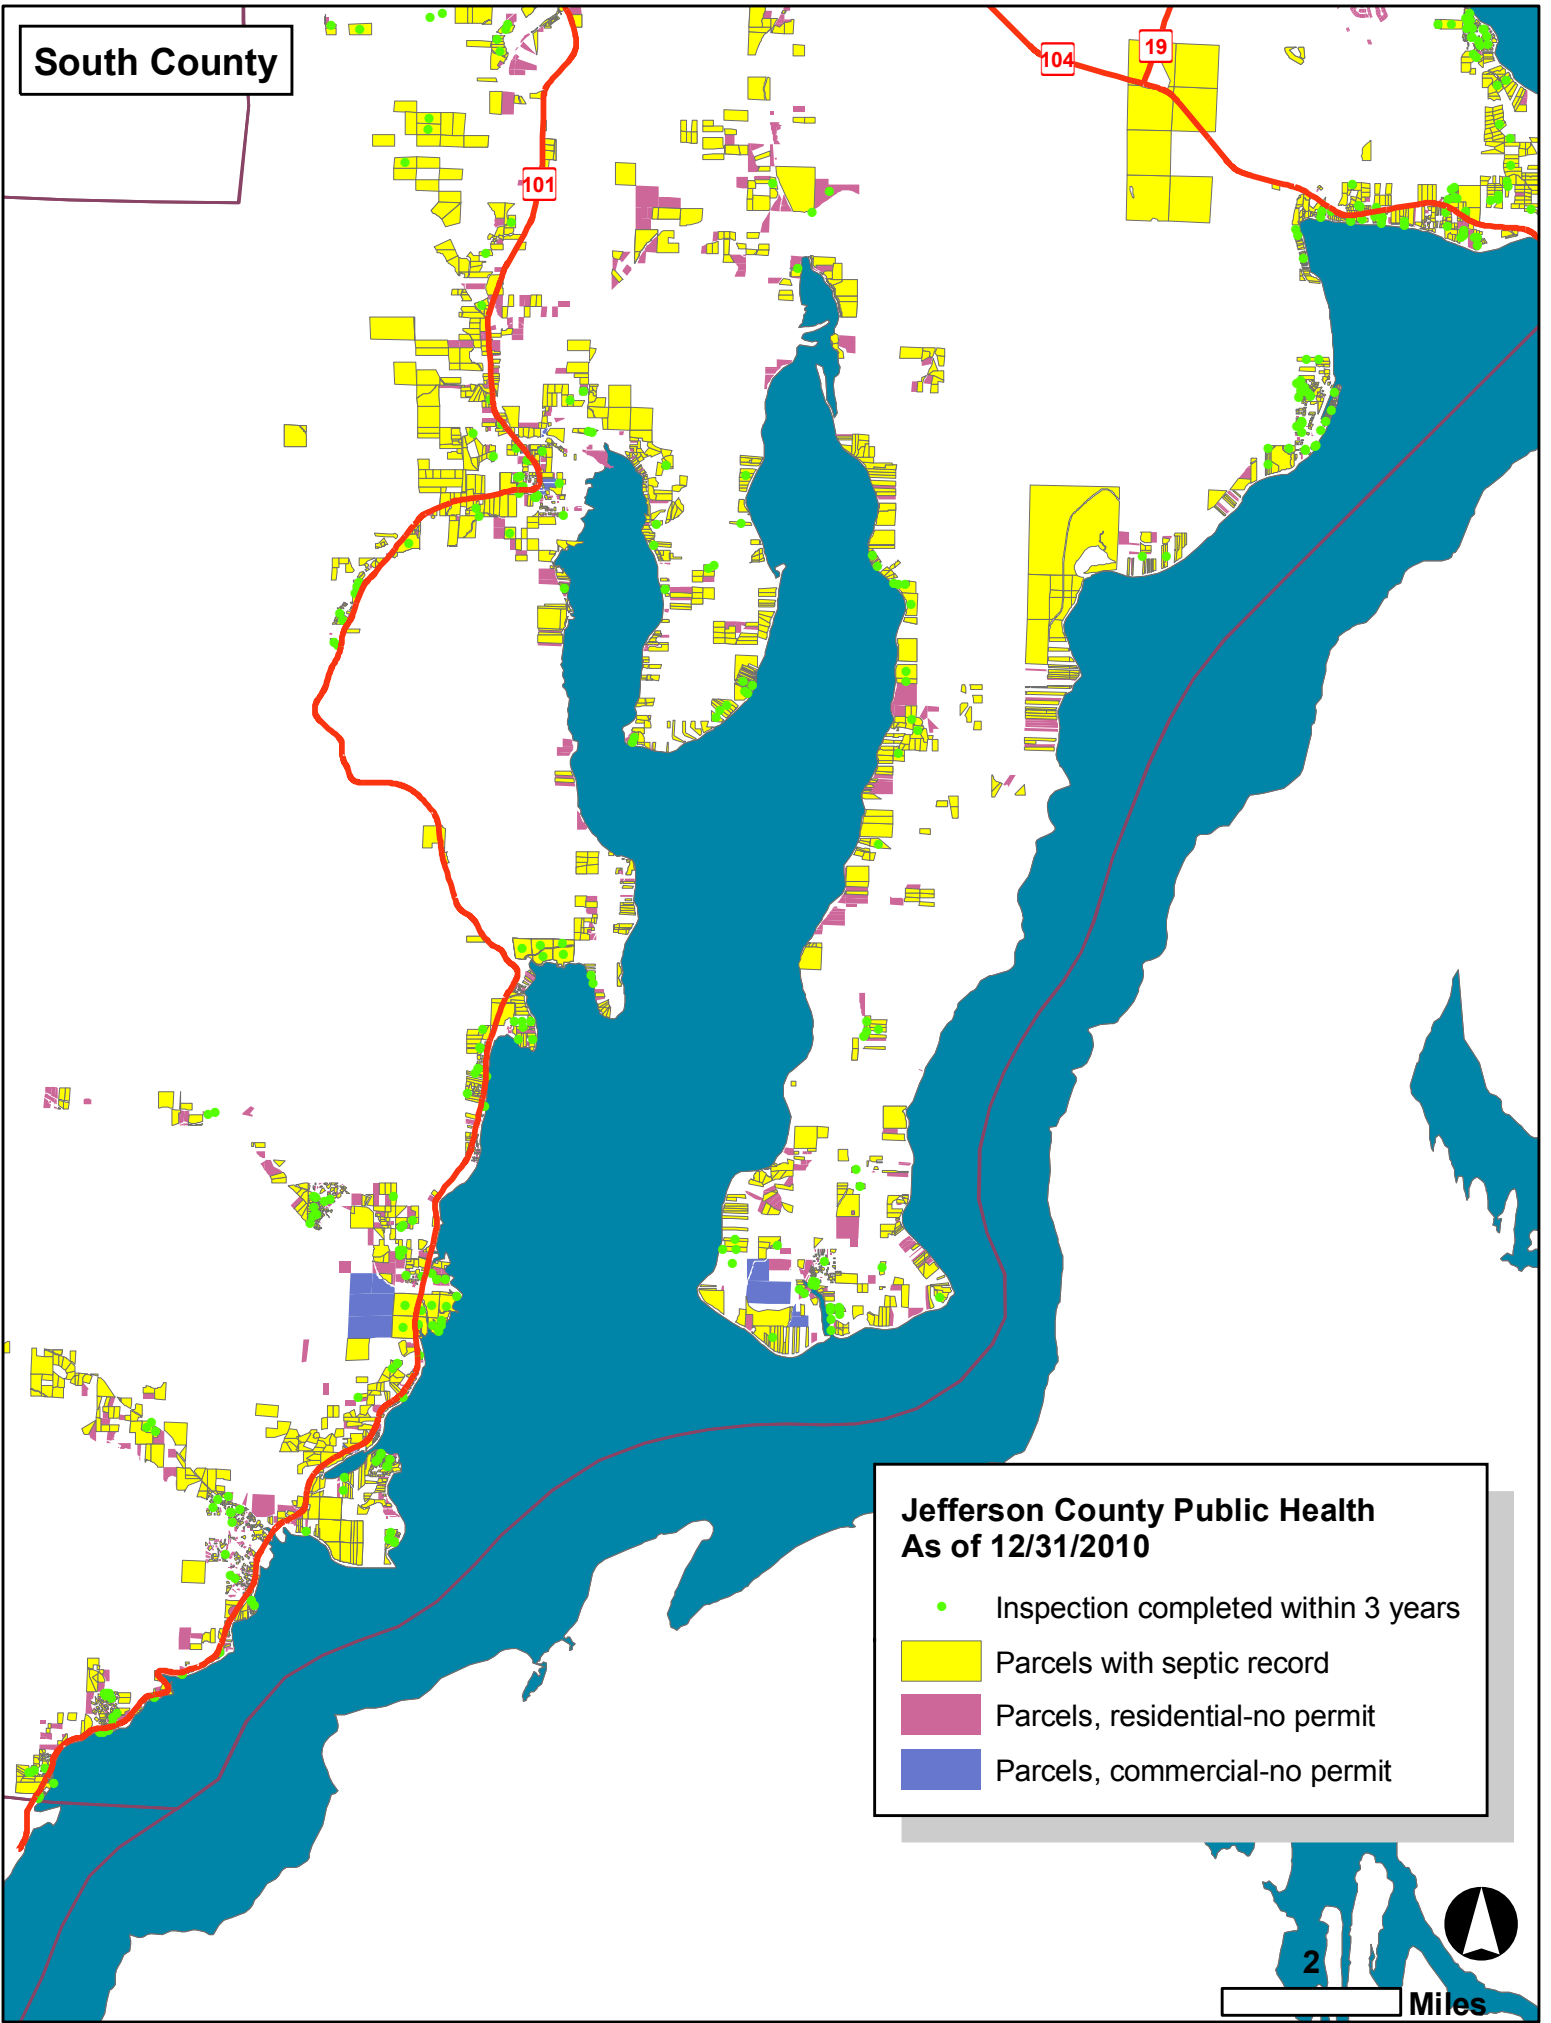 South County
104
19
101
Jefferson County Public Health
As of 12/31/2010
Inspection completed within 3 years
Parcels with septic record
Parcels, residential-no permit
Parcels, commercial-no permit
2
Miles